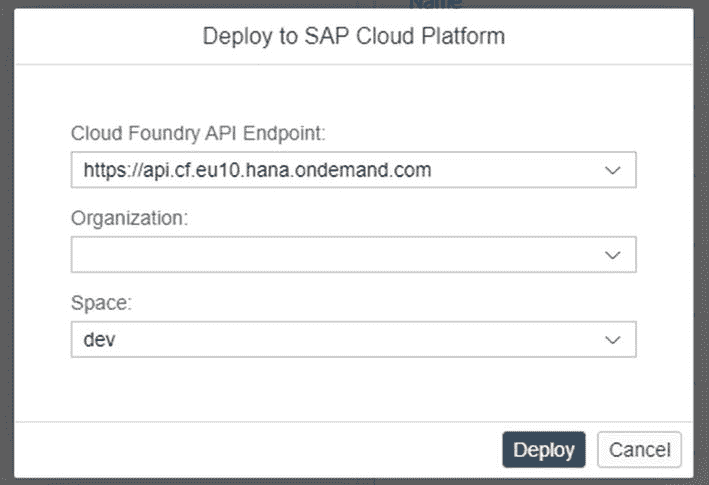 Name
Deploy to SAP Cloud Platform
Cloud Foundry API Endpoint:
https://api.cf.eu10.hana.ondemand.com
Organization:
Space:
dev
Deploy
Cancel